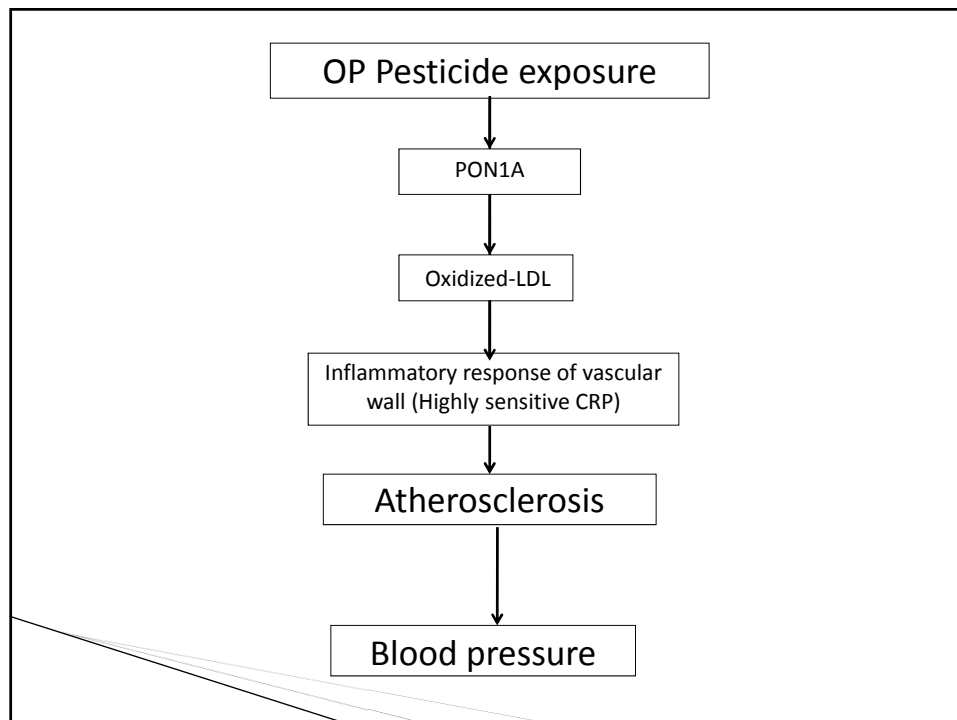 OP Pesticide exposure
PON1A
Oxidized-LDL
Inflammatory response of vascular
wall (Highly sensitive CRP)
Atherosclerosis
Blood pressure